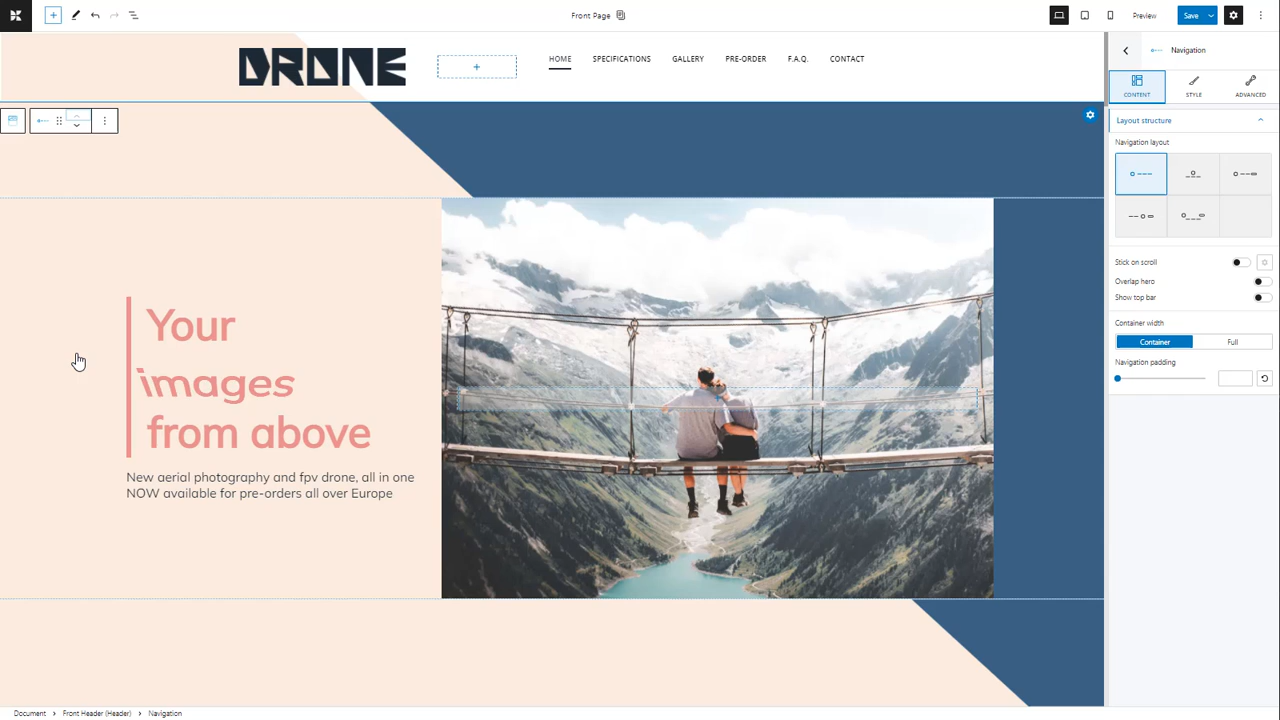 Front Page
Preview
Save
DRONE
HOME
SPECIFICATIONS
GALLERY
PRE-ORDER
F.A.Q.
CONTACT
Navigation
CONTENT
STYLE
ADVANCED
Layout structure
Navigation layout
Stick on scroll
Overlap hero
Show top bar
Container width
Container
Full
Navigation padding
Your
images
from above
New aerial photography and fpv drone, all in one
NOW available for pre-orders all over Europe
Document > Front Header (Header) > Navigation